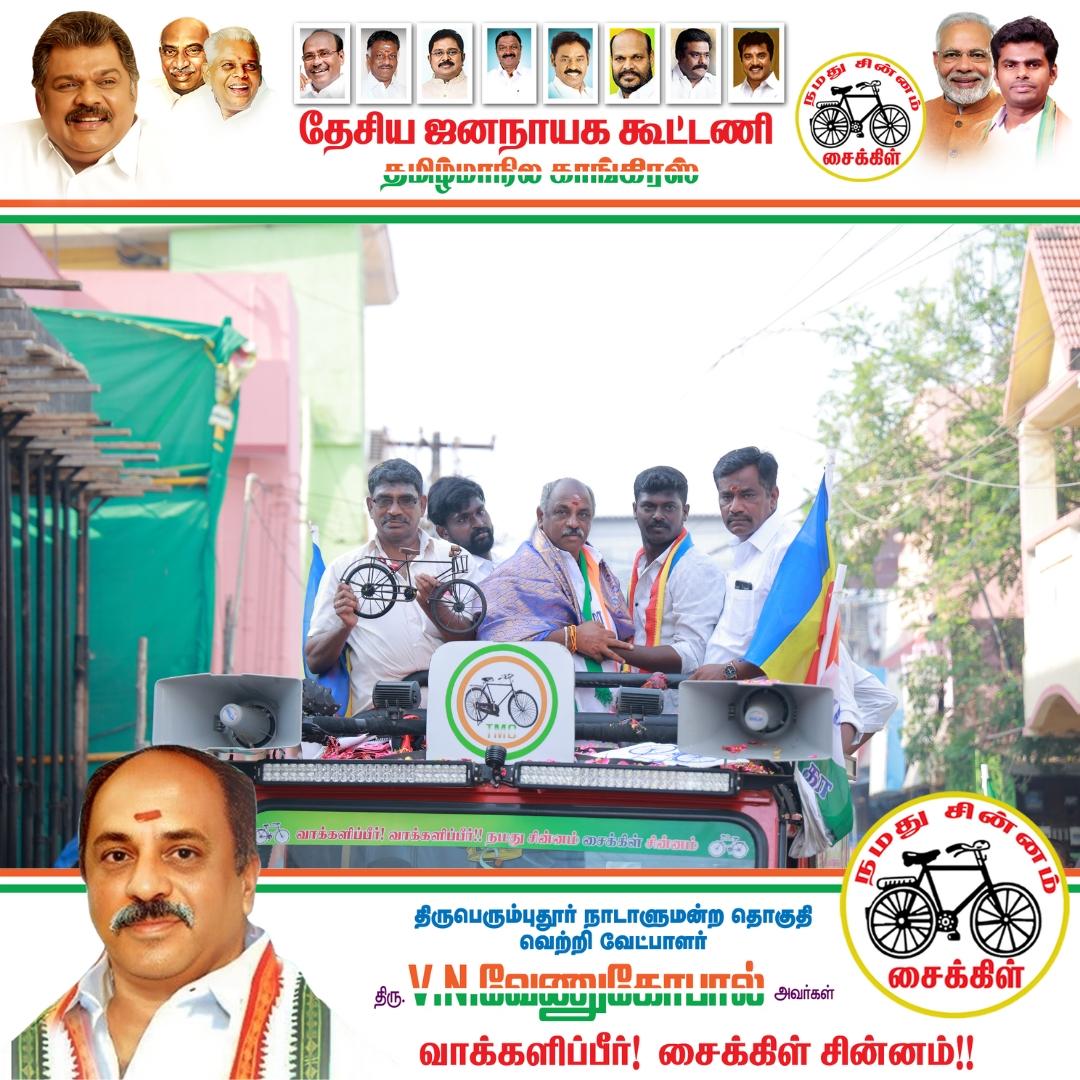 தேசிய ஜனநாயக கூட்டணி
தமிழ்மாநில காங்கிரஸ்
நமது சின்னம்
சைக்கிள்
TMC
வாக்களிப்பீர்! வாக்களிப்பீர்!! நமது சின்னம் சைக்கிள் சின்னம்
திருபெரும்புதூர் நாடாளுமன்ற தொகுதி
வெற்றி வேட்பாளர்
திரு. V.N.வேணுகோபால் அவர்கள்
வாக்களிப்பீர்! சைக்கிள் சின்னம்!!
நமது சின்னம்
சைக்கிள்